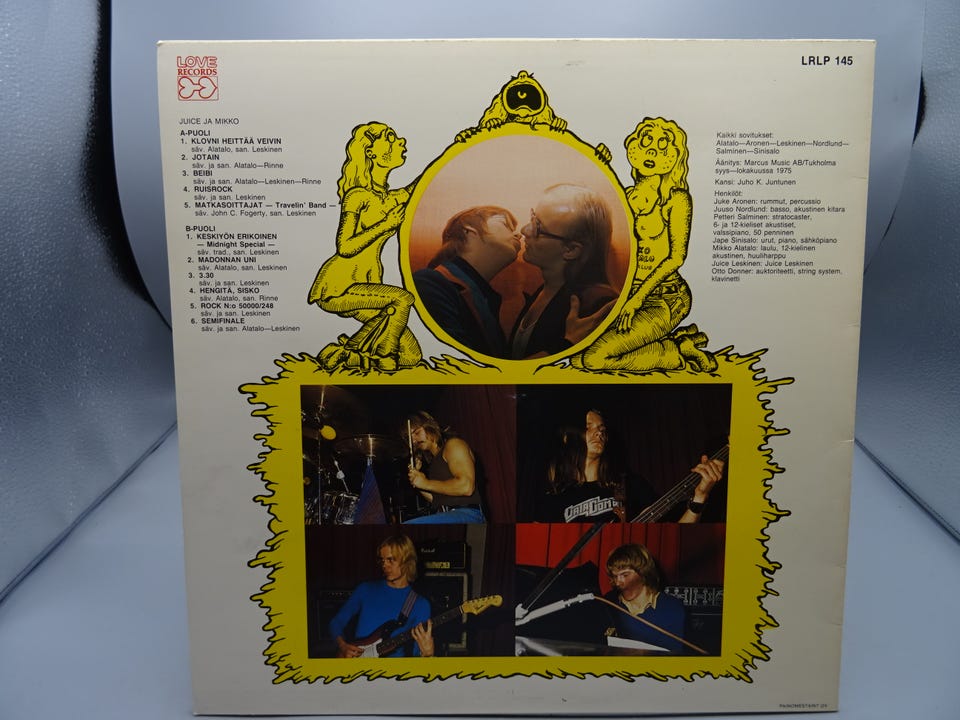 LOVE
RECORDS
LRLP 145
JUICE JA MIKKO
A-PUOLI
1. KLOVNI HEITTÄÄ VEIVIN
säv. Alatalo, san. Leskinen
2. JOTAIN
säv. ja san. Alatalo—Rinne
3. BEIBI
säv. ja san. Alatalo—Leskinen—Rinne
4. RUISROCK
säv. ja san. Leskinen
5. MATKASOITTAJAT — Travelin' Band —
säv. John C. Fogerty, san. Leskinen
B-PUOLI
1. KESKIYÖN ERIKOINEN
— Midnight Special —
säv. trad., san. Leskinen
2. MADONNAN UNI
säv. Alatalo, san. Leskinen
3. 3.30
säv. ja san. Leskinen
4. HENGITÄ, SISKO
säv. Alatalo, san. Rinne
5. ROCK N:o 50000/248
säv. ja san. Leskinen
6. SEMIFINALE
säv. ja san. Alatalo—Leskinen
Kaikki sovitukset:
Alatalo—Aronen—Leskinen—Nordlund—
Salminen—Sinisalo
Äänitys: Marcus Music AB/Tukholma
syys—lokakuussa 1975
Kansi: Juho K. Juntunen
Henkilöt:
Juke Aronen: rummut, percussio
Juuso Nordlund: basso, akustinen kitara
Petteri Salminen: stratocaster,
6- ja 12-kieliset akustiset,
valssipiano, 50 penninen
Jape Sinisalo: urut, piano, sähköpiano
Mikko Alatalo: laulu, 12-kielinen
akustinen, huuliharppu
Juice Leskinen: Juice Leskinen
Otto Donner: auktoriteetti, string system,
klavinetti
CLUB